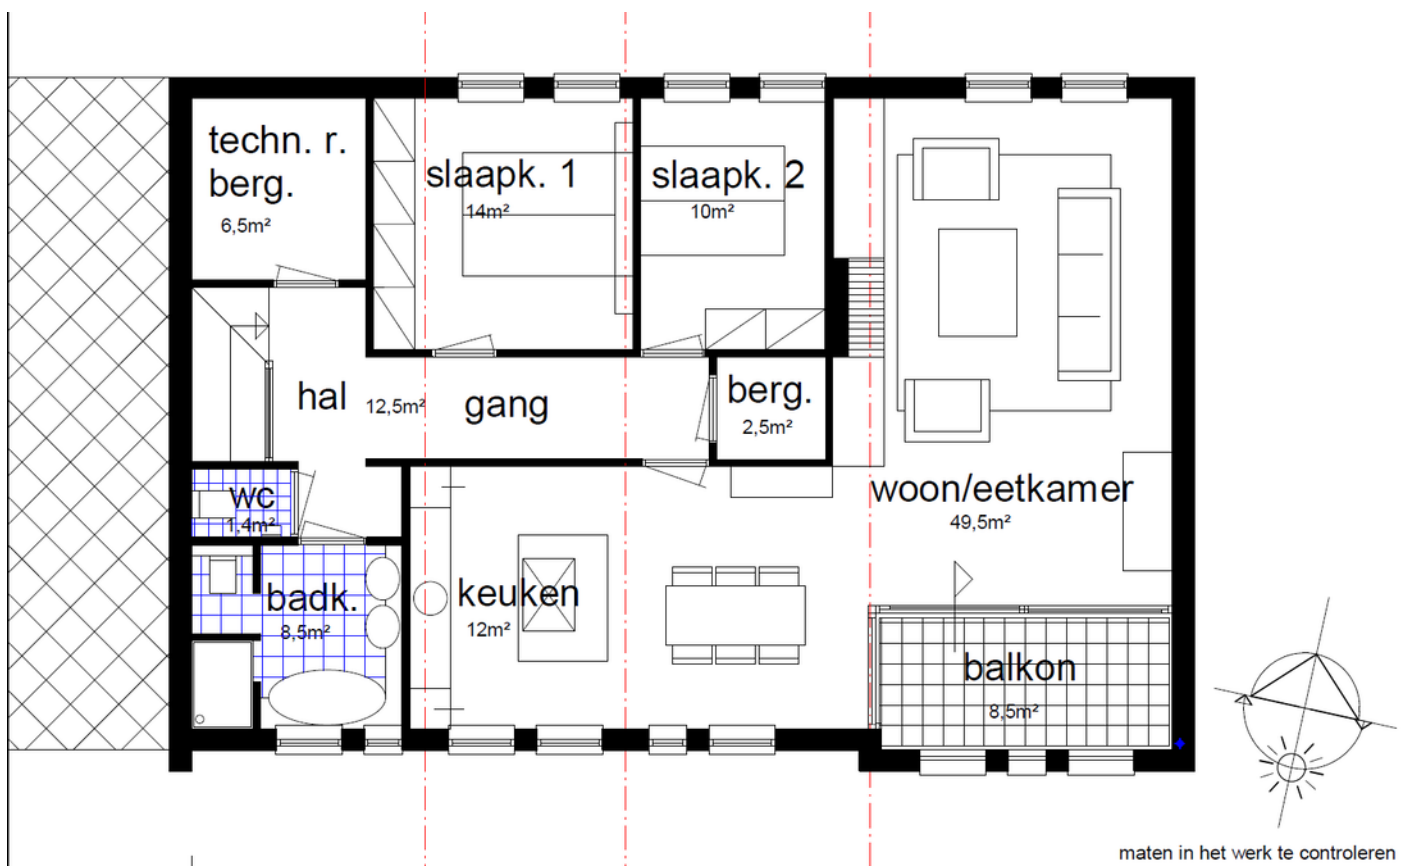 techn. r.
berg.
6,5m²
slaapk. 1
14m²
slaapk. 2
10m²
hal
12,5m²
gang
berg.
2,5m²
woon/eetkamer
49,5m²
wc
1,4m²
badk.
8,5m²
keuken
12m²
balkon
8,5m²
maten in het werk te controleren